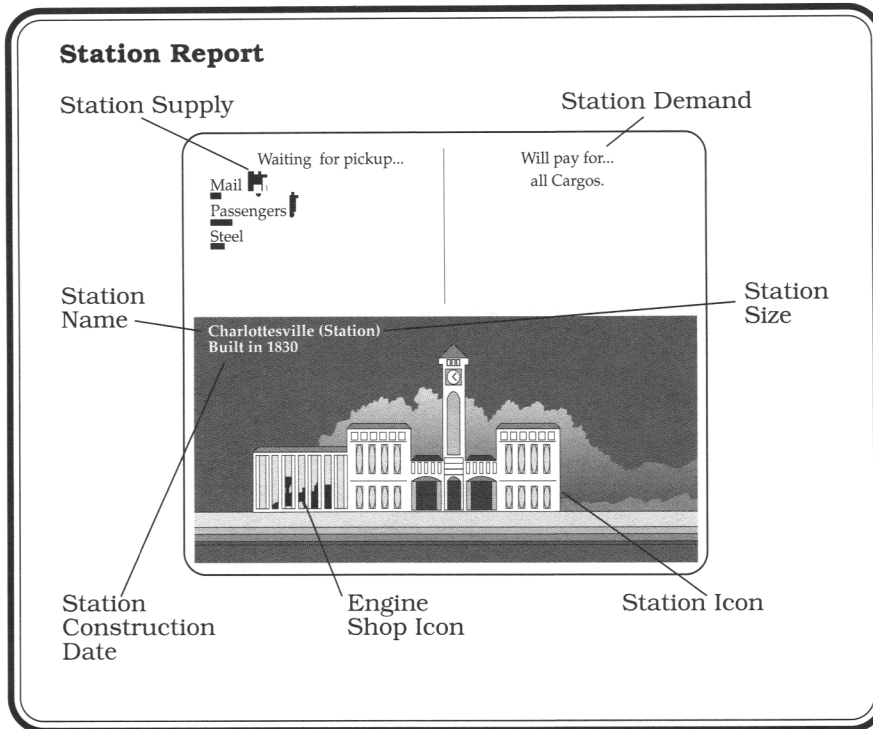 Station Report
Station Supply
Station Demand
Waiting for pickup...
Mail
Passengers
Steel
Will pay for...
all Cargos.
Station
Name
Station
Size
Charlottesville (Station)
Built in 1830
Station
Construction
Date
Engine
Shop Icon
Station Icon